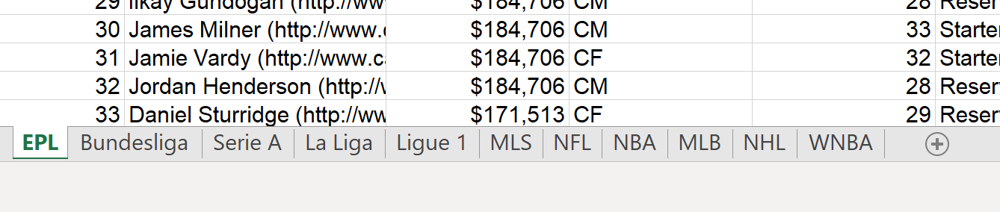 29 Ilkay Gundogan (http://ww $184,706 CM 28 Reser
30 James Milner (http://www. $184,706 CM 33 Starte
31 Jamie Vardy (http://www.c $184,706 CF 32 Starte
32 Jordan Henderson (http:// $184,706 CM 28 Reser
33 Daniel Sturridge (http://ww $171,513 CF 29 Reser
EPL Bundesliga Serie A La Liga Ligue 1 MLS NFL NBA MLB NHL WNBA